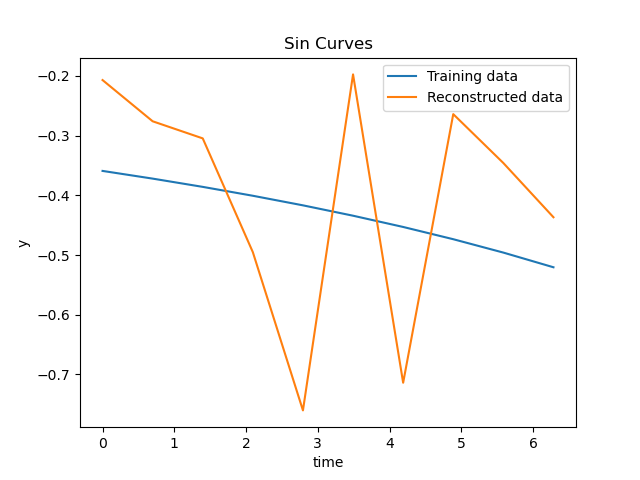 Sin Curves
Training data
Reconstructed data
−0.2
−0.3
−0.4
−0.5
−0.6
−0.7
y
0 1 2 3 4 5 6
time